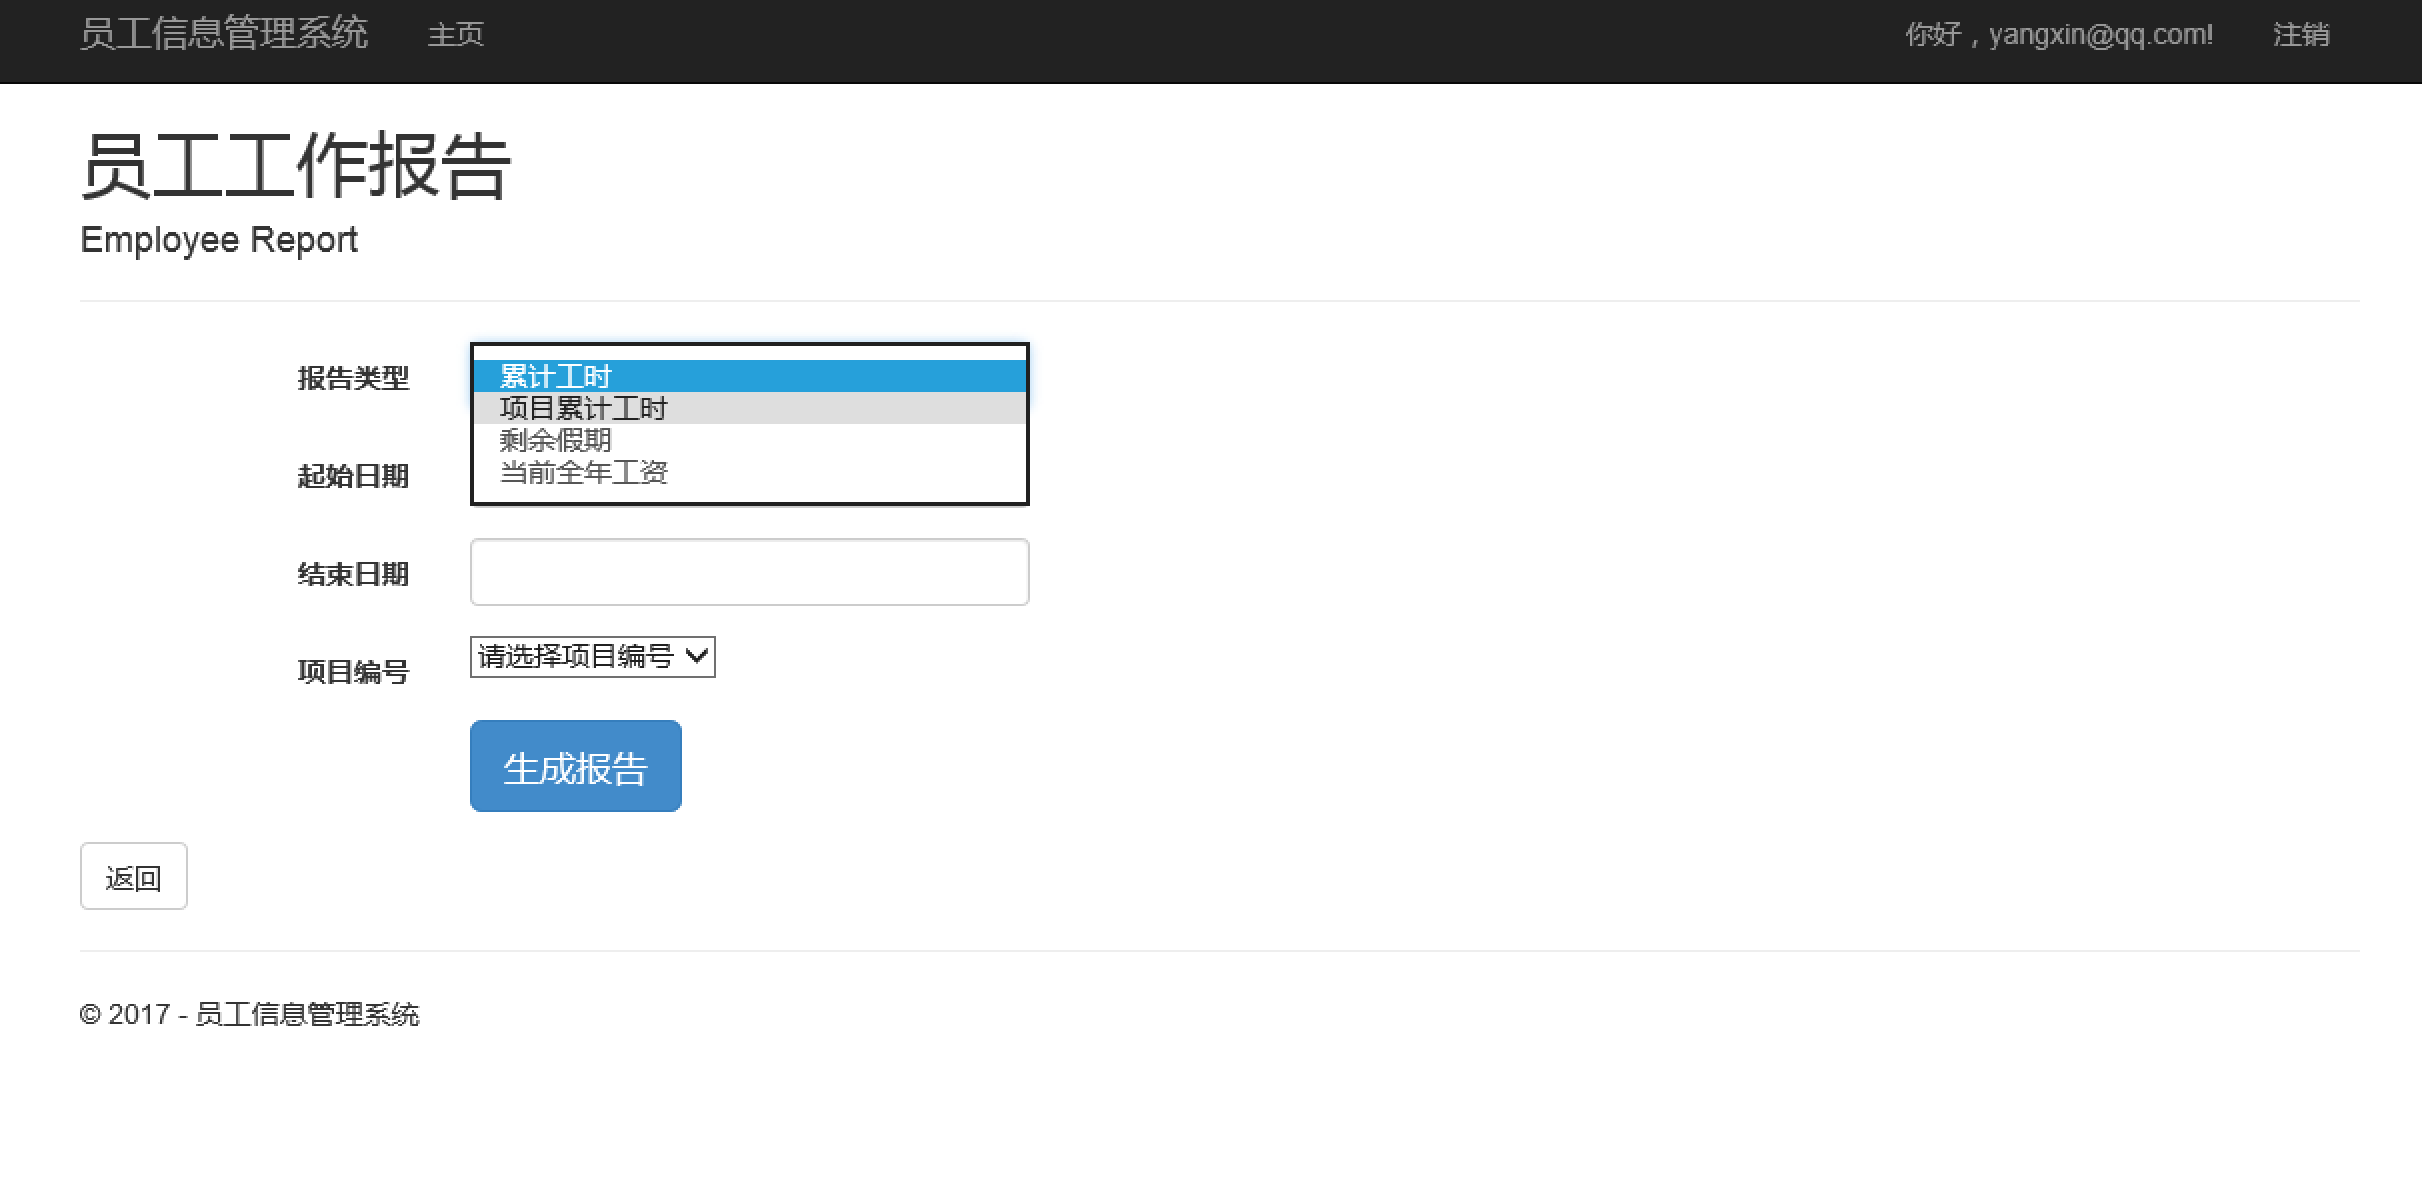 员工信息管理系统 主页 你好，yangxin@qq.com! 注销
员工工作报告
Employee Report
报告类型
累计工时
项目累计工时
剩余假期
当前全年工资
起始日期
结束日期
项目编号 请选择项目编号
生成报告
返回
© 2017 - 员工信息管理系统